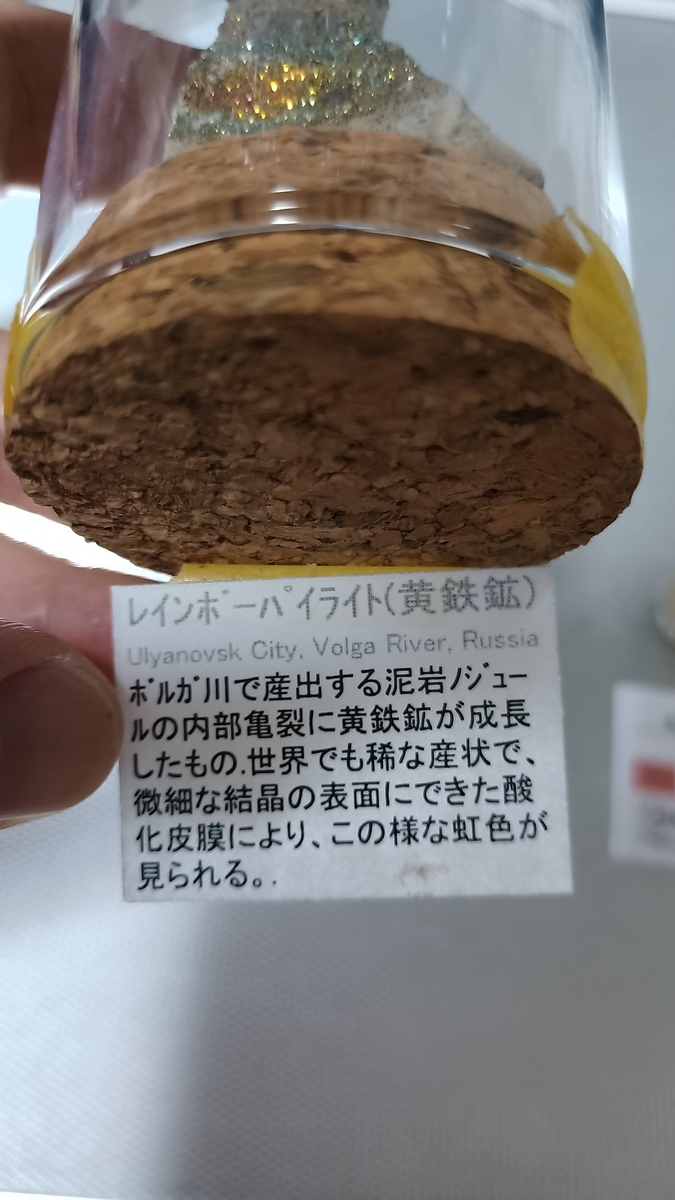 レインボーパイライト(黄鉄鉱)
Ulyanovsk City, Volga River, Russia
ボルガ川で産出する泥岩ノジュー
ルの内部亀裂に黄鉄鉱が成長
したもの.世界でも稀な産状で、
微細な結晶の表面にできた酸
化皮膜により、この様な虹色が
見られる。.